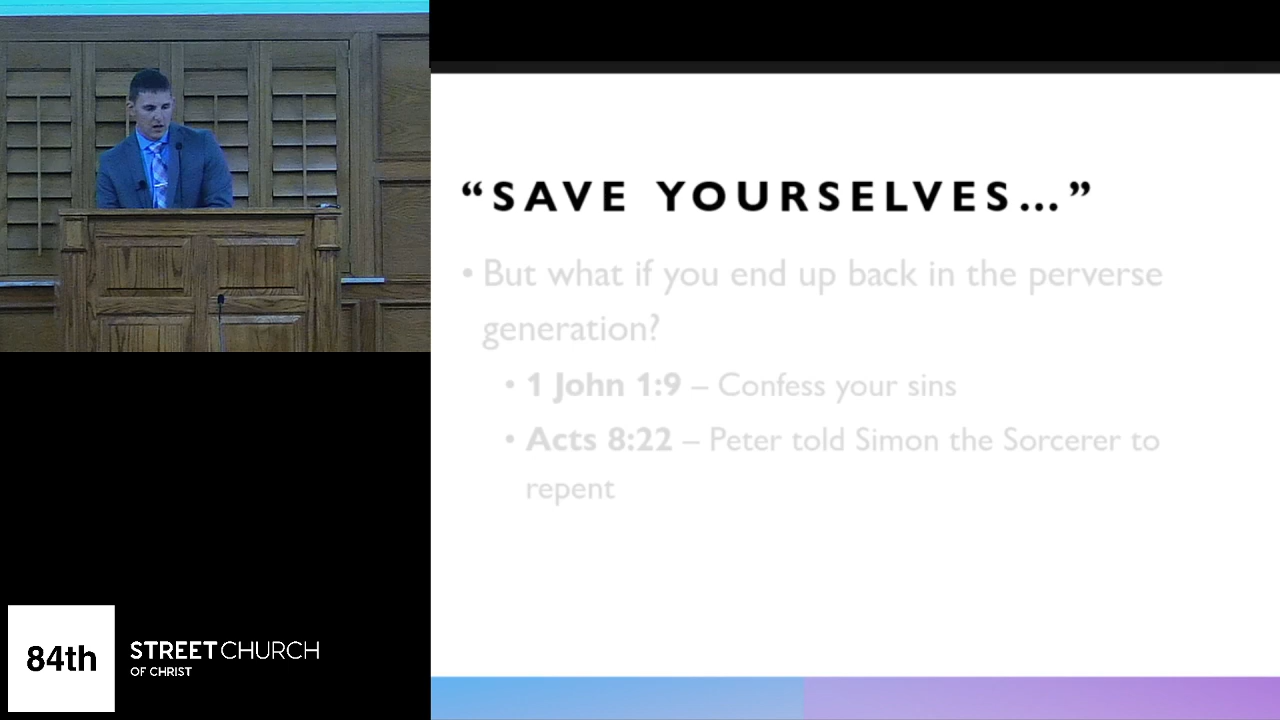 “SAVE YOURSELVES…”
• But what if you end up back in the perverse
generation?
• 1 John 1:9 – Confess your sins
• Acts 8:22 – Peter told Simon the Sorcerer to
repent
84th
STREET CHURCH
OF CHRIST